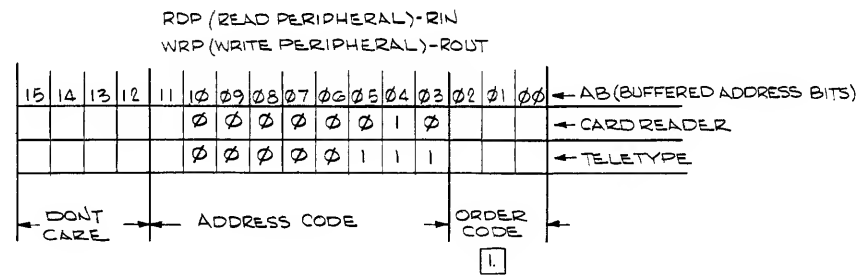 RDP (READ PERIPHERAL)-RIN
WRP (WRITE PERIPHERAL)-ROUT
15 14 13 12 11 1Ø Ø9 Ø8 Ø7 Ø6 Ø5 Ø4 Ø3 Ø2 Ø1 ØØ ← AB (BUFFERED ADDRESS BITS)
Ø Ø Ø Ø Ø Ø 1 Ø ← CARD READER
Ø Ø Ø Ø Ø 1 1 1 ← TELETYPE
DONT CARE
ADDRESS CODE
ORDER CODE
1.